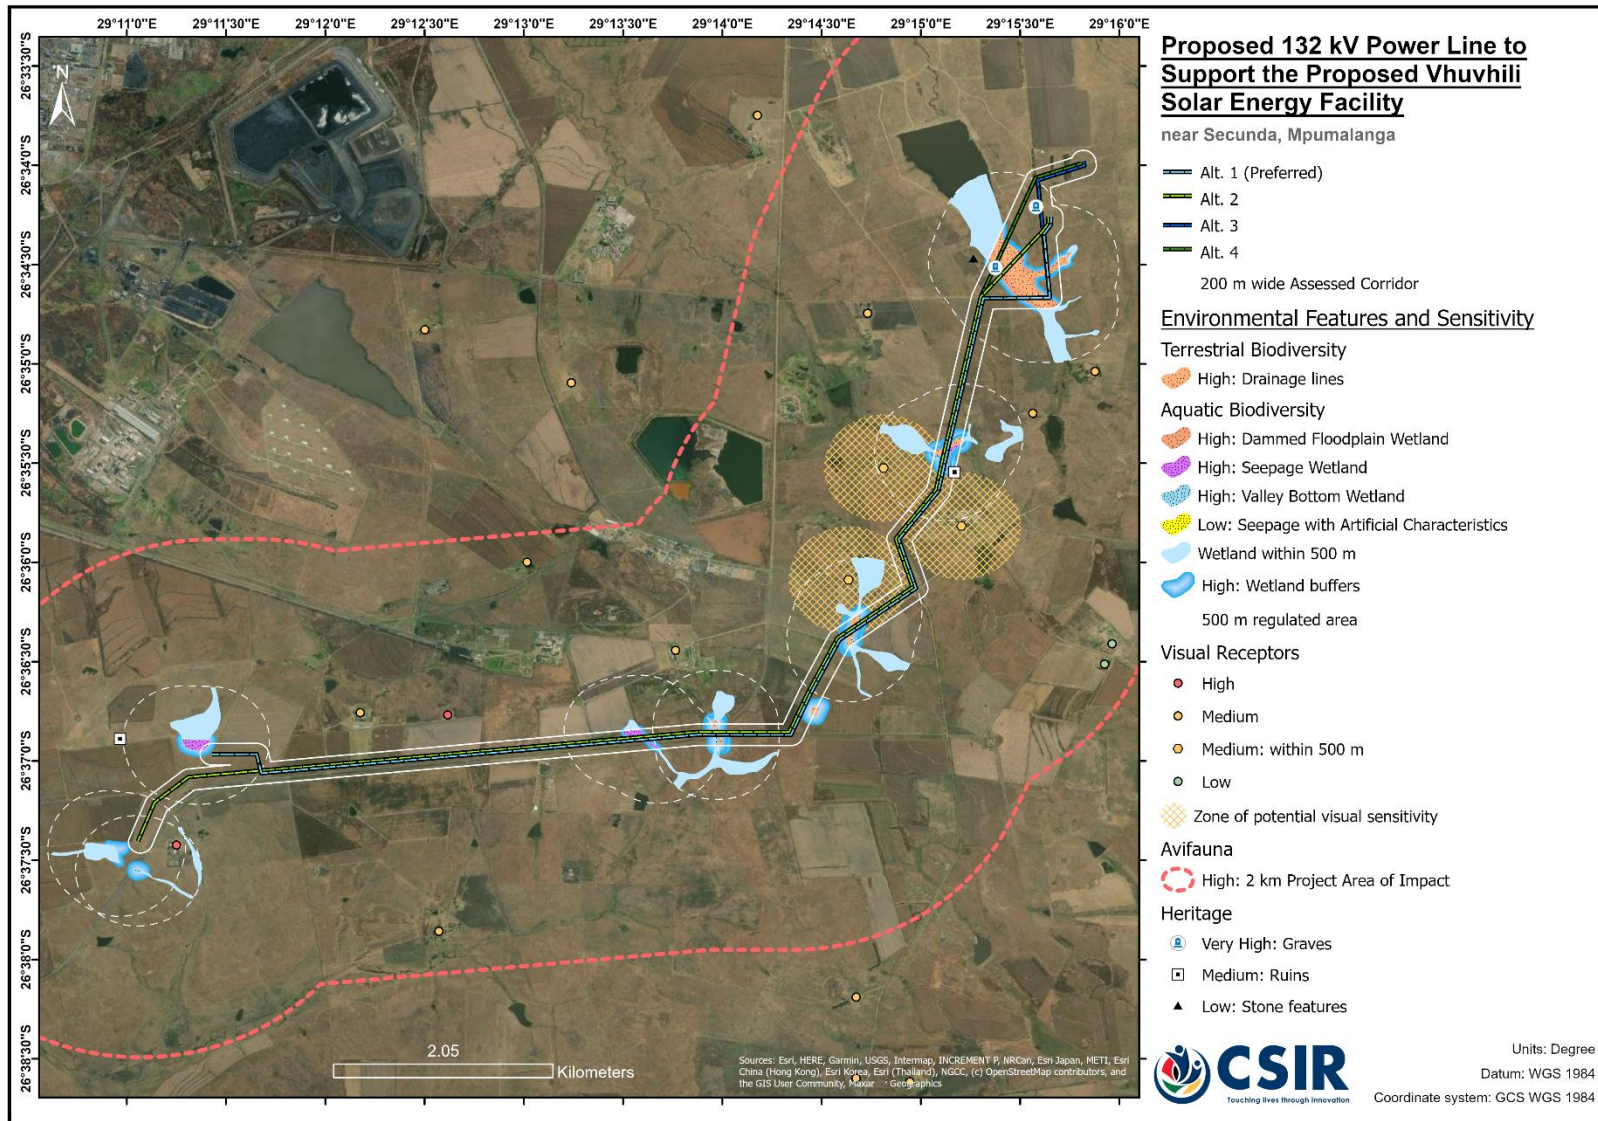 29°11'0"E 29°11'30"E 29°12'0"E 29°12'30"E 29°13'0"E 29°13'30"E 29°14'0"E 29°14'30"E 29°15'0"E 29°15'30"E 29°16'0"E
26°33'30"S
26°34'0"S
26°34'30"S
26°35'0"S
26°35'30"S
26°36'0"S
26°36'30"S
26°37'0"S
26°37'30"S
26°38'0"S
26°38'30"S
N
2.05
Kilometers
Sources: Esri, HERE, Garmin, USGS, Intermap, INCREMENT P, NRCan, Esri Japan, METI, Esri
China (Hong Kong), Esri Korea, Esri (Thailand), NGCC, (c) OpenStreetMap contributors, and
the GIS User Community, Maxar Geographics
Proposed 132 kV Power Line to
Support the Proposed Vhuvhili
Solar Energy Facility
near Secunda, Mpumalanga
Alt. 1 (Preferred)
Alt. 2
Alt. 3
Alt. 4
200 m wide Assessed Corridor
Environmental Features and Sensitivity
Terrestrial Biodiversity
High: Drainage lines
Aquatic Biodiversity
High: Dammed Floodplain Wetland
High: Seepage Wetland
High: Valley Bottom Wetland
Low: Seepage with Artificial Characteristics
Wetland within 500 m
High: Wetland buffers
500 m regulated area
Visual Receptors
High
Medium
Medium: within 500 m
Low
Zone of potential visual sensitivity
Avifauna
High: 2 km Project Area of Impact
Heritage
Very High: Graves
Medium: Ruins
Low: Stone features
CSIR
Touching lives through innovation
Units: Degree
Datum: WGS 1984
Coordinate system: GCS WGS 1984